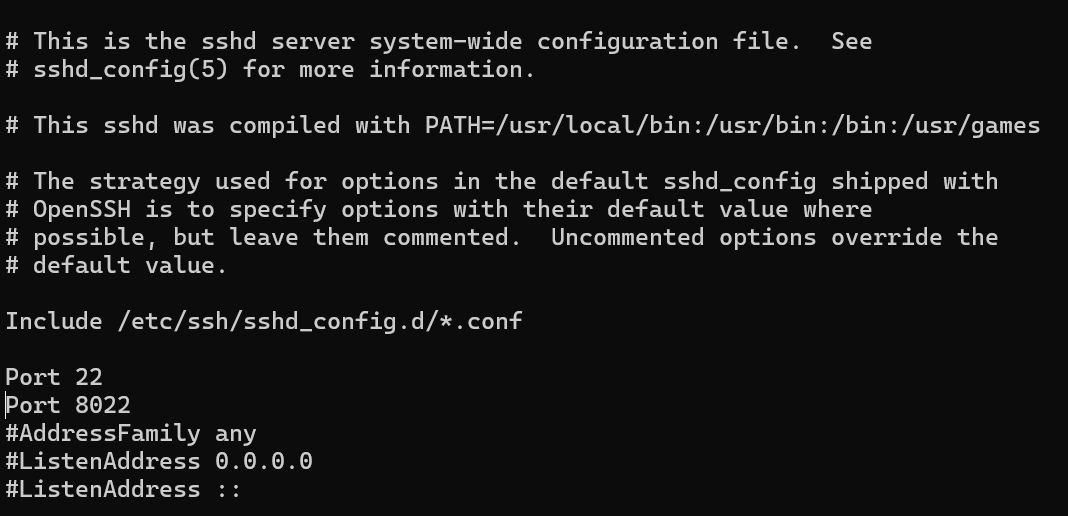 # This is the sshd server system-wide configuration file.  See
# sshd_config(5) for more information.
# This sshd was compiled with PATH=/usr/local/bin:/usr/bin:/bin:/usr/games
# The strategy used for options in the default sshd_config shipped with
# OpenSSH is to specify options with their default value where
# possible, but leave them commented.  Uncommented options override the
# default value.
Include /etc/ssh/sshd_config.d/*.conf
Port 22
Port 8022
#AddressFamily any
#ListenAddress 0.0.0.0
#ListenAddress ::